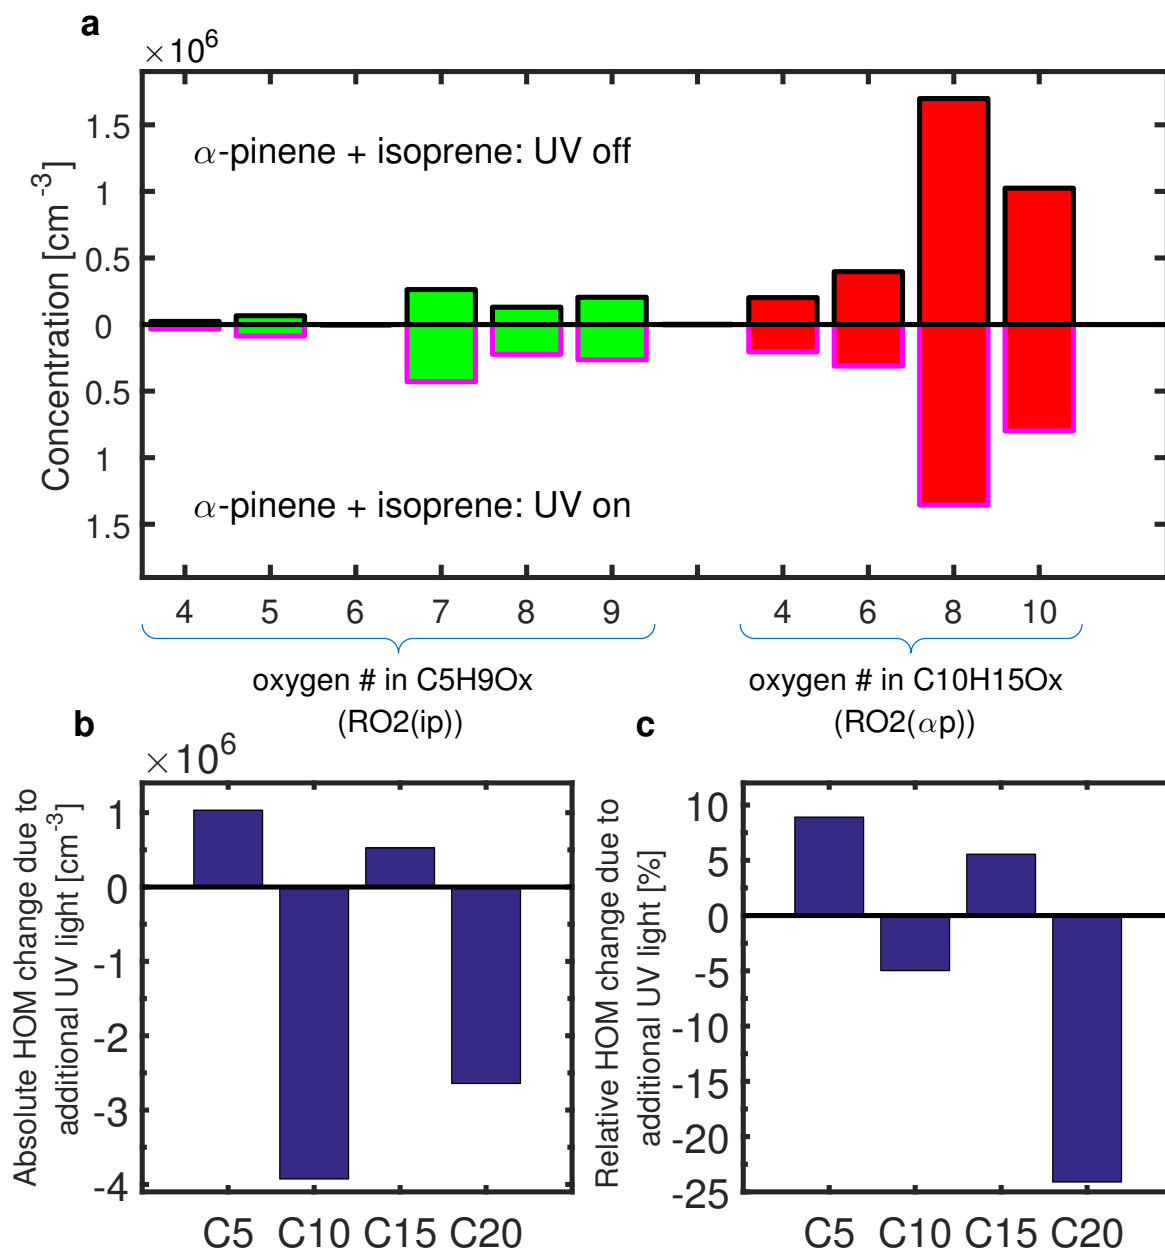 a
×10^6
α-pinene + isoprene: UV off
α-pinene + isoprene: UV on
Concentration [cm^-3]
1.5
1
0.5
0
0.5
1
1.5
4 5 6 7 8 9 4 6 8 10
oxygen # in C5H9Ox
(RO2(ip))
oxygen # in C10H15Ox
(RO2(αp))
b
×10^6
Absolute HOM change due to
additional UV light [cm^-3]
1
0
-1
-2
-3
-4
C5 C10 C15 C20
c
Relative HOM change due to
additional UV light [%]
10
5
0
-5
-10
-15
-20
-25
C5 C10 C15 C20